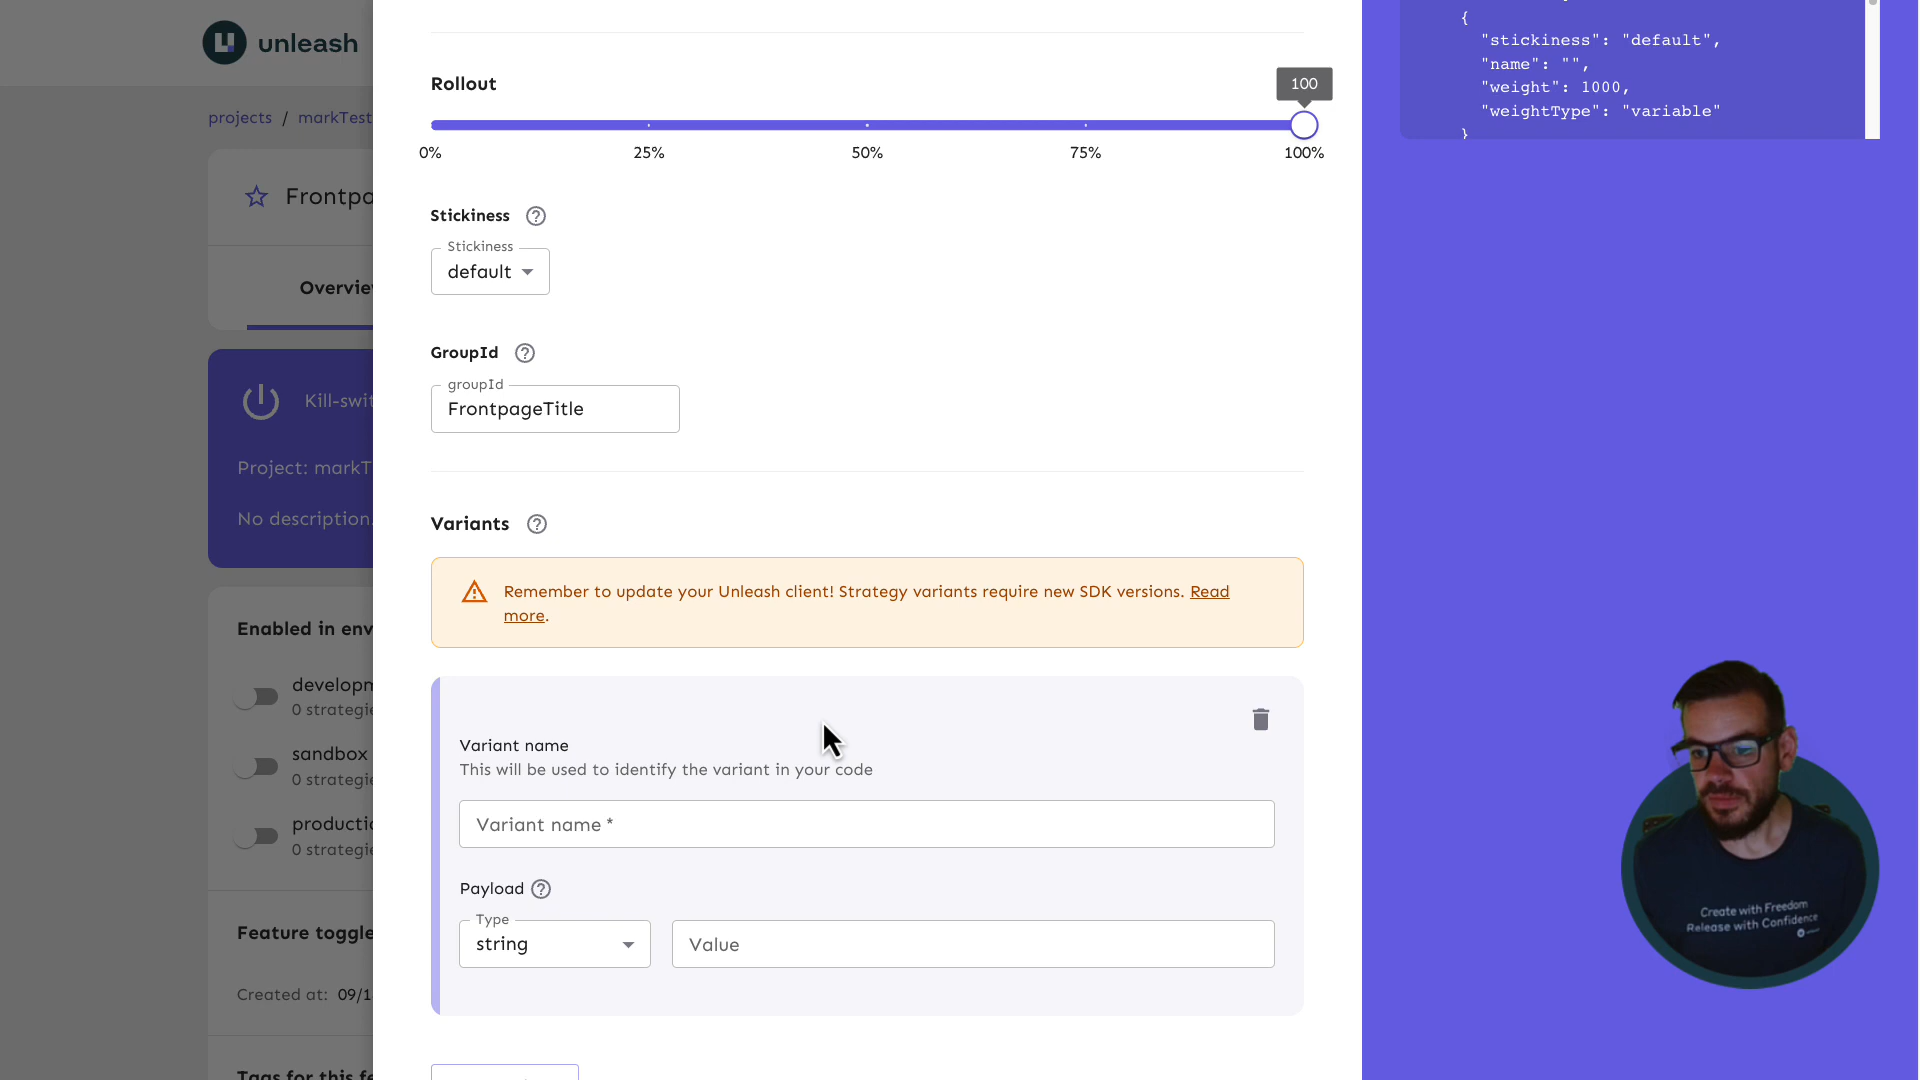 unleash
projects / markTest
Frontpa
Overvie
Kill-swit
Project: markT
No description.
Enabled in env
developm
0 strategie
sandbox
0 strategie
productio
0 strategie
Feature toggle
Created at: 09/1
Tags for this fe
Rollout
100
0% 25% 50% 75% 100%
Stickiness
Stickiness
default
GroupId
groupId
FrontpageTitle
Variants
Remember to update your Unleash client! Strategy variants require new SDK versions. Read
more.
Variant name
This will be used to identify the variant in your code
Variant name *
Payload
Type
string
Value
{
"stickiness": "default",
"name": "",
"weight": 1000,
"weightType": "variable"
}
Create with Freedom
Release with Confidence